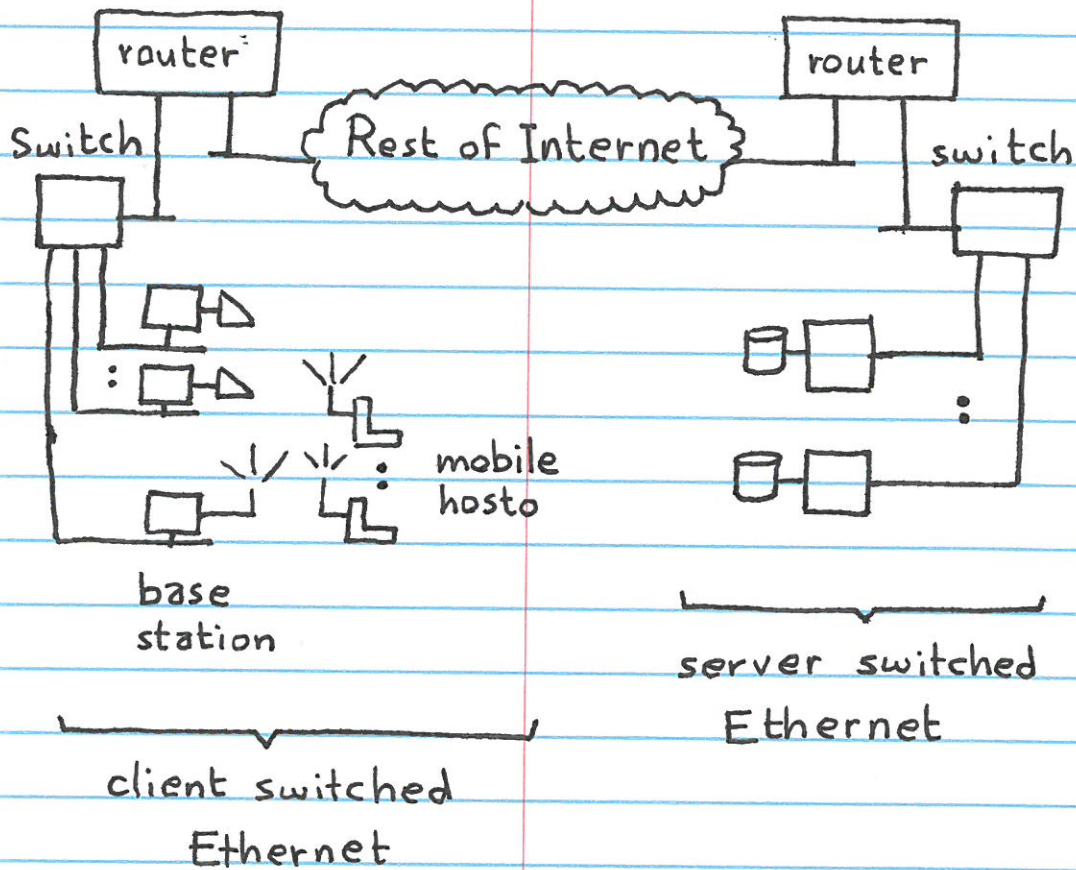 router
router
Rest of Internet
Switch
switch
mobile
hosto
base
station
server switched
Ethernet
client switched
Ethernet